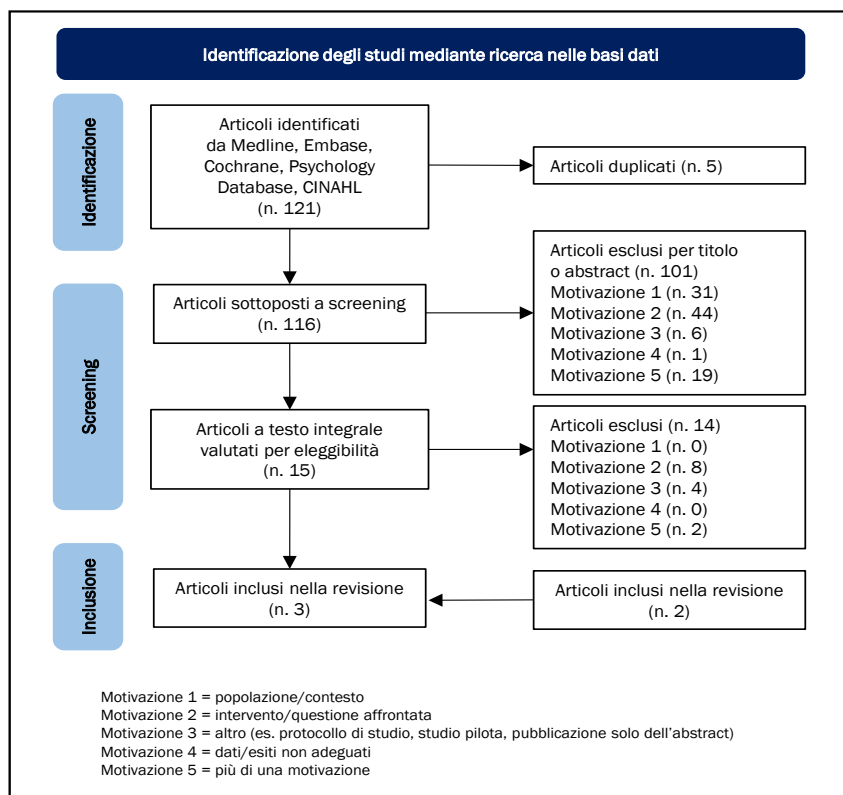 Identificazione degli studi mediante ricerca nelle basi dati
Identificazione
Articoli identificati
da Medline, Embase,
Cochrane, Psychology
Database, CINAHL
(n. 121)
Articoli duplicati (n. 5)
Screening
Articoli sottoposti a screening
(n. 116)
Articoli esclusi per titolo
o abstract (n. 101)
Motivazione 1 (n. 31)
Motivazione 2 (n. 44)
Motivazione 3 (n. 6)
Motivazione 4 (n. 1)
Motivazione 5 (n. 19)
Articoli a testo integrale
valutati per eleggibilità
(n. 15)
Articoli esclusi (n. 14)
Motivazione 1 (n. 0)
Motivazione 2 (n. 8)
Motivazione 3 (n. 4)
Motivazione 4 (n. 0)
Motivazione 5 (n. 2)
Inclusione
Articoli inclusi nella revisione
(n. 3)
Articoli inclusi nella revisione
(n. 2)
Motivazione 1 = popolazione/contesto
Motivazione 2 = intervento/questione affrontata
Motivazione 3 = altro (es. protocollo di studio, studio pilota, pubblicazione solo dell'abstract)
Motivazione 4 = dati/esiti non adeguati
Motivazione 5 = più di una motivazione